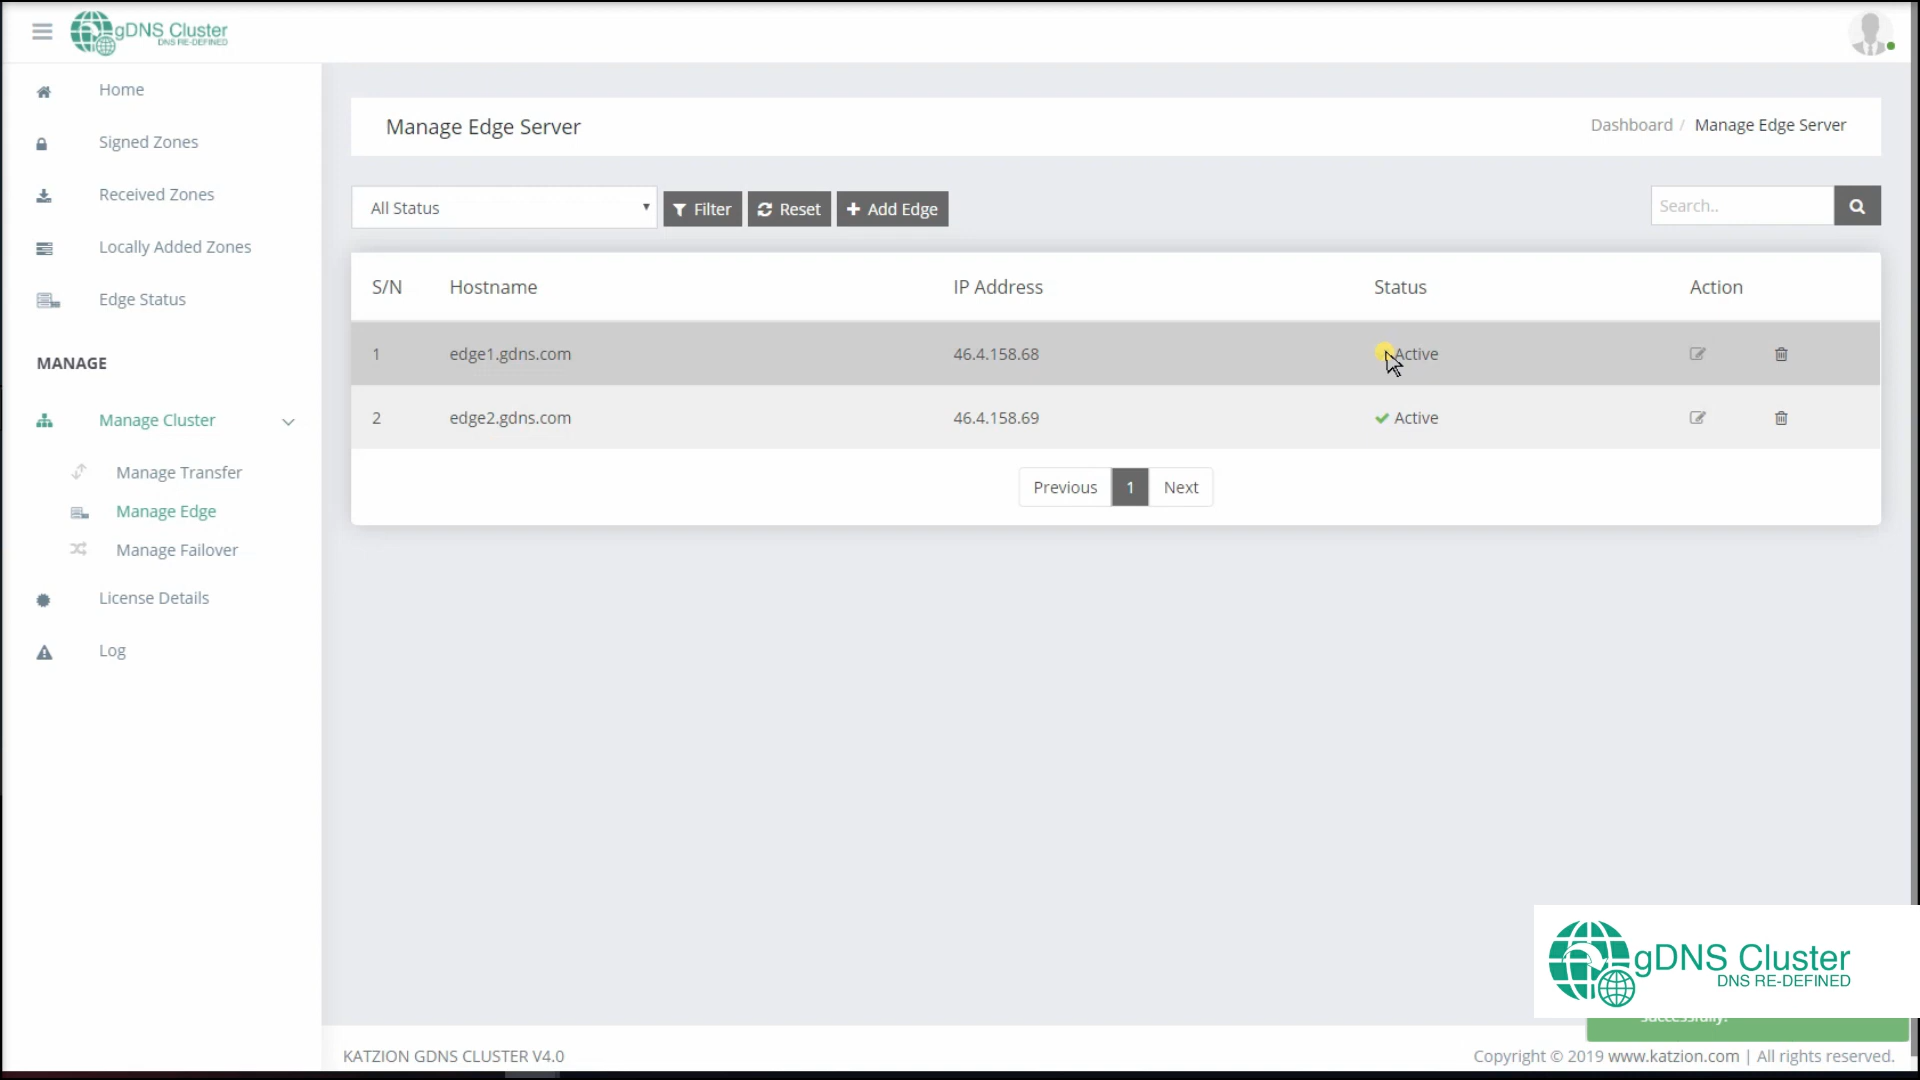 gDNS Cluster
DNS RE-DEFINED
Home
Signed Zones
Received Zones
Locally Added Zones
Edge Status
MANAGE
Manage Cluster
Manage Transfer
Manage Edge
Manage Failover
License Details
Log
Manage Edge Server
Dashboard / Manage Edge Server
All Status
Filter
Reset
Add Edge
Search..
S/N Hostname IP Address Status Action
1 edge1.gdns.com 46.4.158.68 Active
2 edge2.gdns.com 46.4.158.69 Active
Previous 1 Next
gDNS Cluster
DNS RE-DEFINED
successfully!
KATZION GDNS CLUSTER V4.0
Copyright © 2019 www.katzion.com | All rights reserved.